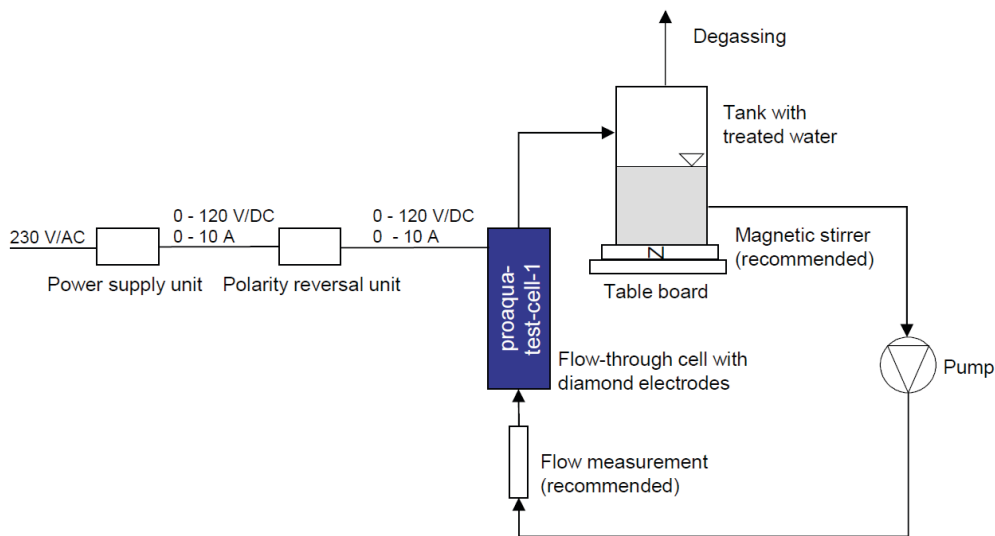 Degassing
Tank with
treated water
0 - 120 V/DC
0 - 10 A
0 - 120 V/DC
0 - 10 A
230 V/AC
Power supply unit
Polarity reversal unit
proaqua-
test-cell-1
Magnetic stirrer
(recommended)
Table board
Flow-through cell with
diamond electrodes
Pump
Flow measurement
(recommended)